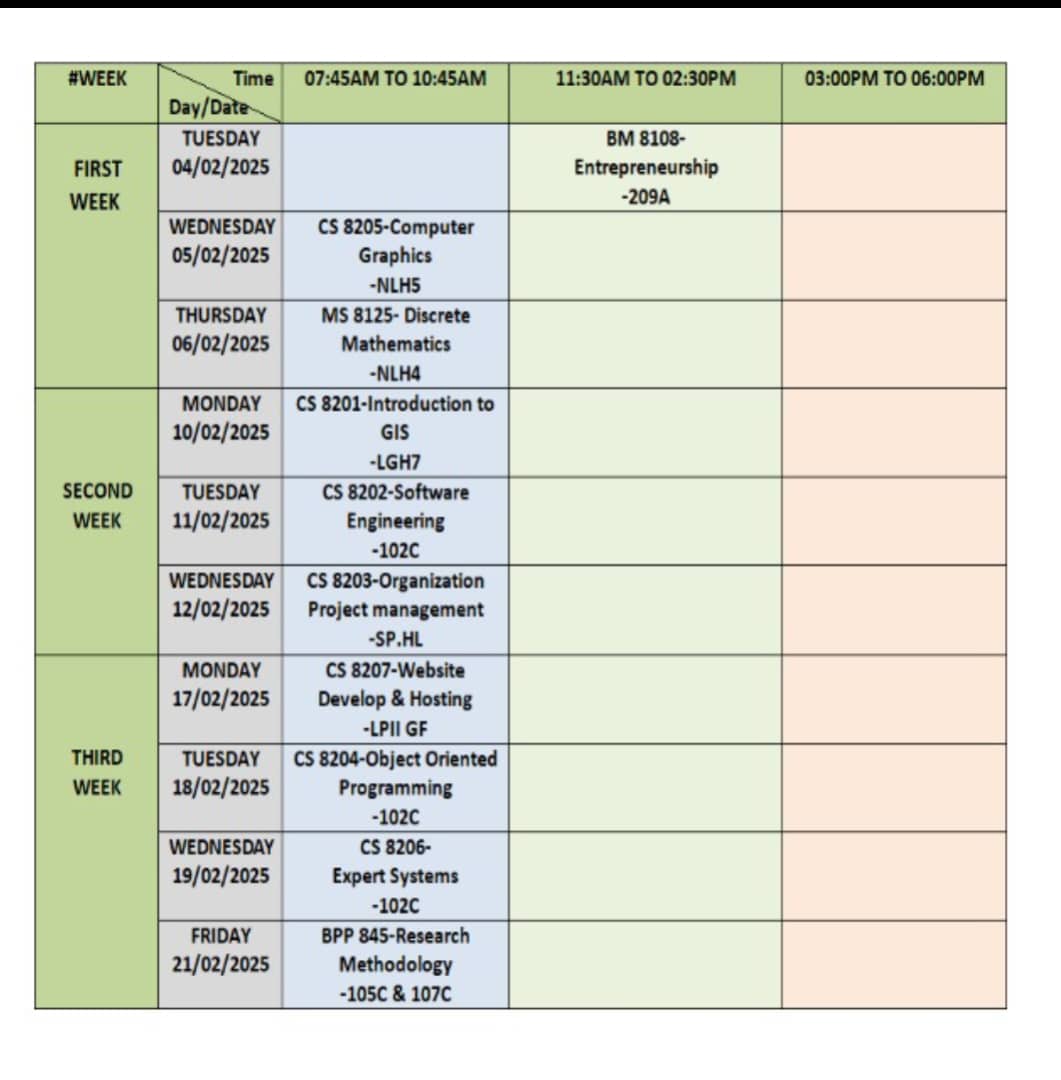 #WEEK
Time
Day/Date
07:45AM TO 10:45AM
11:30AM TO 02:30PM
03:00PM TO 06:00PM
FIRST
WEEK
TUESDAY
04/02/2025
BM 8108-
Entrepreneurship
-209A
WEDNESDAY
05/02/2025
CS 8205-Computer
Graphics
-NLH5
THURSDAY
06/02/2025
MS 8125- Discrete
Mathematics
-NLH4
SECOND
WEEK
MONDAY
10/02/2025
CS 8201-Introduction to
GIS
-LGH7
TUESDAY
11/02/2025
CS 8202-Software
Engineering
-102C
WEDNESDAY
12/02/2025
CS 8203-Organization
Project management
-SP.HL
THIRD
WEEK
MONDAY
17/02/2025
CS 8207-Website
Develop & Hosting
-LPII GF
TUESDAY
18/02/2025
CS 8204-Object Oriented
Programming
-102C
WEDNESDAY
19/02/2025
CS 8206-
Expert Systems
-102C
FRIDAY
21/02/2025
BPP 845-Research
Methodology
-105C & 107C